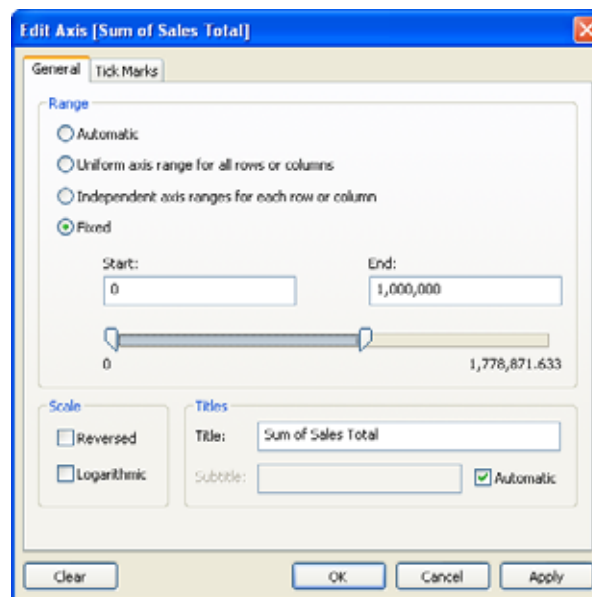 Edit Axis [Sum of Sales Total]
General Tick Marks
Range
Automatic
Uniform axis range for all rows or columns
Independent axis ranges for each row or column
Fixed
Start: End:
0 1,000,000
0 1,778,871.633
Scale Titles
Reversed Title: Sum of Sales Total
Logarithmic Subtitle: Automatic
Clear OK Cancel Apply